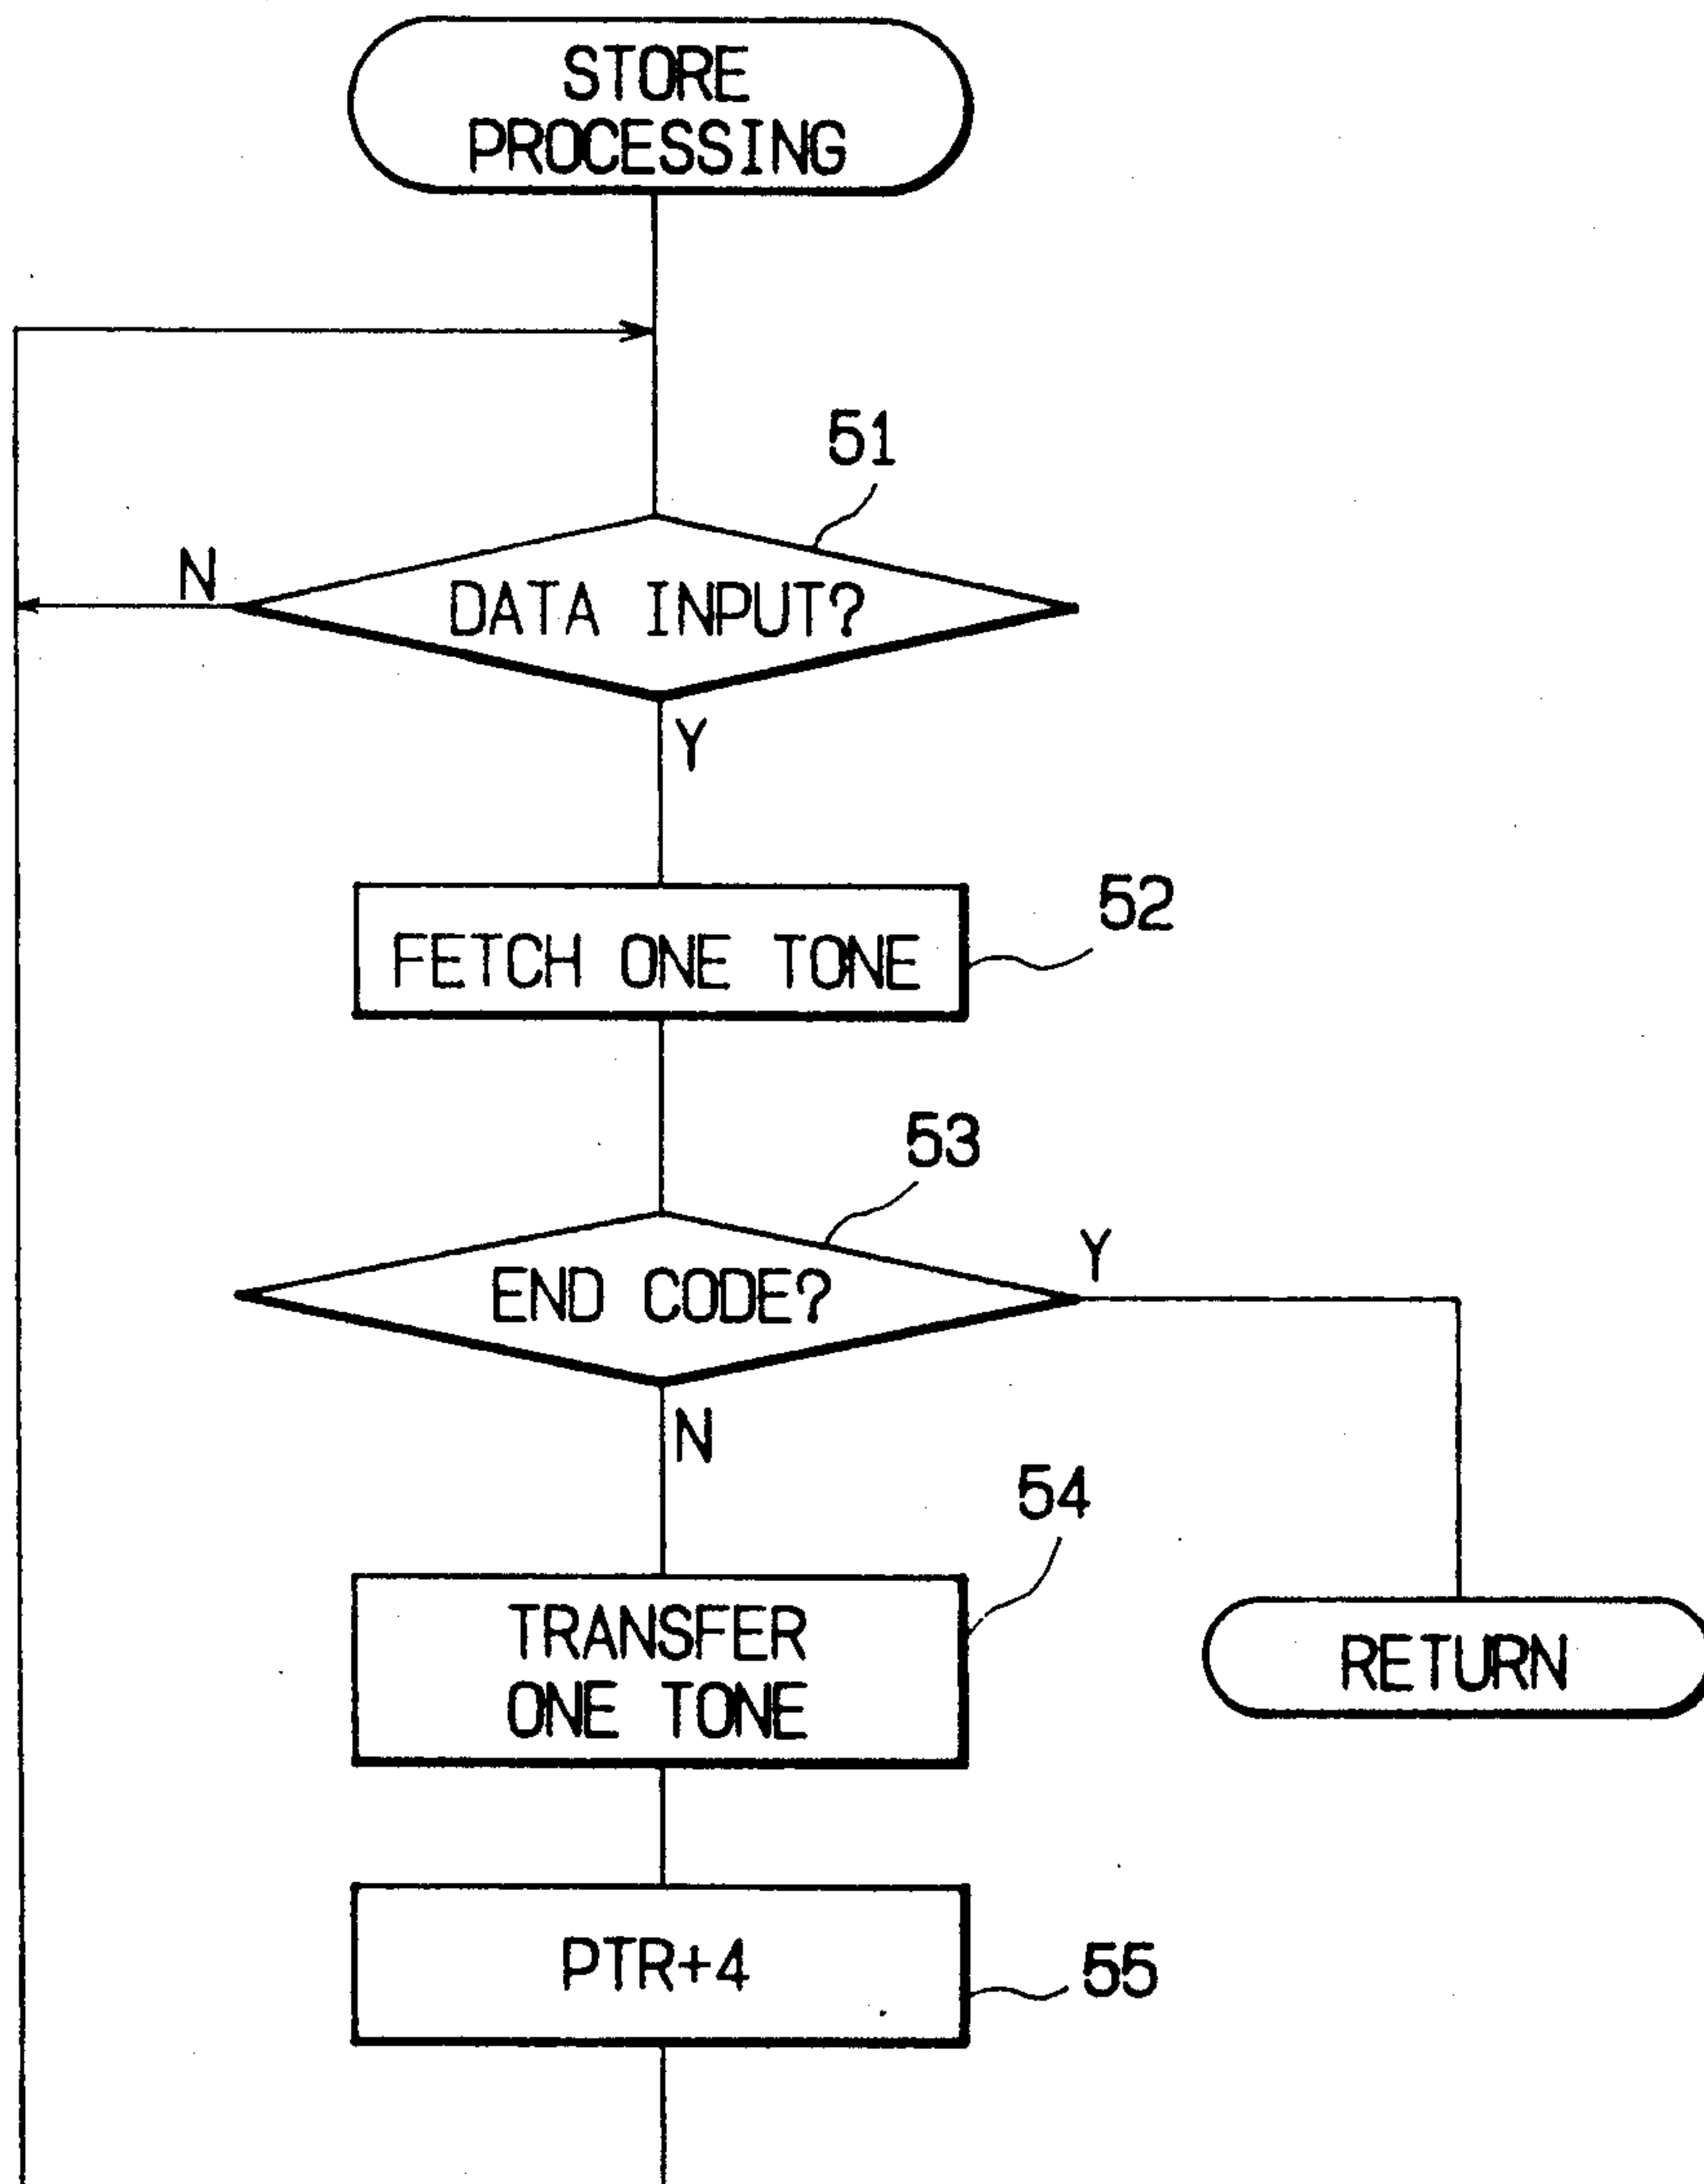 STORE
PROCESSING
51
N
DATA INPUT?
Y
52
FETCH ONE TONE
53
Y
END CODE?
N
54
TRANSFER
ONE TONE
RETURN
PTR+4
55